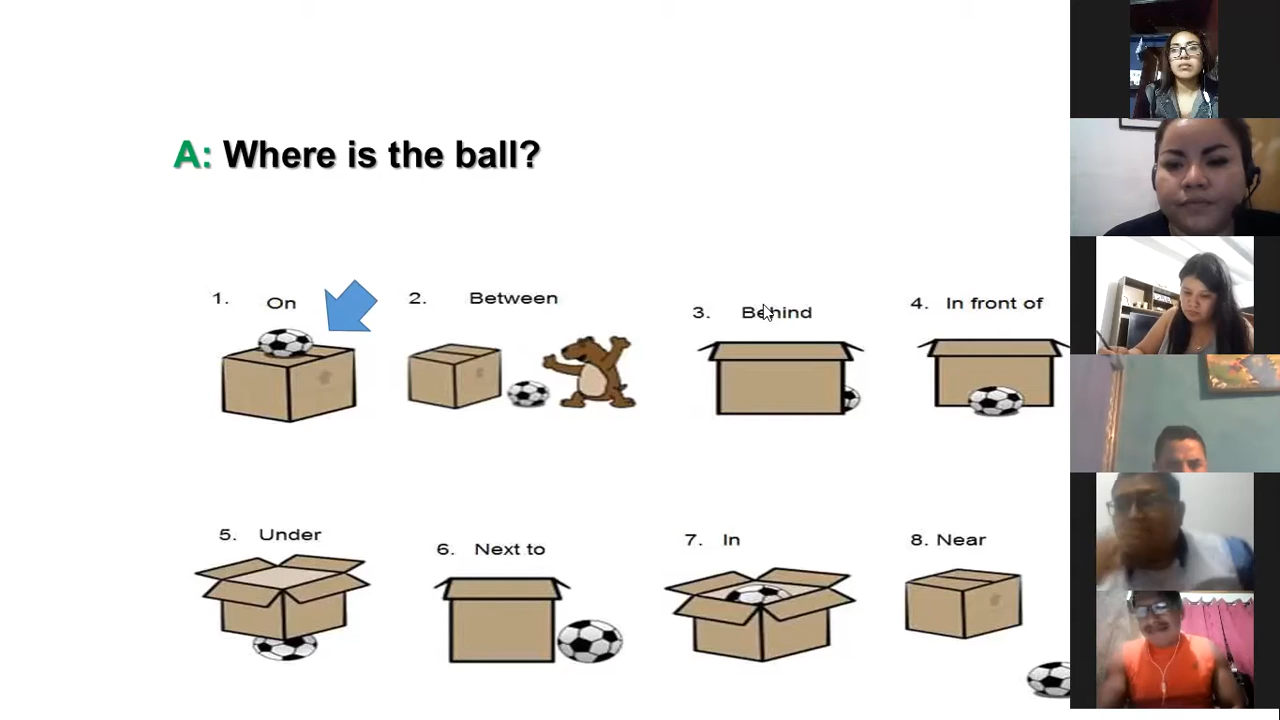 A: Where is the ball?
1. On
2. Between
3. Behind
4. In front of
5. Under
6. Next to
7. In
8. Near